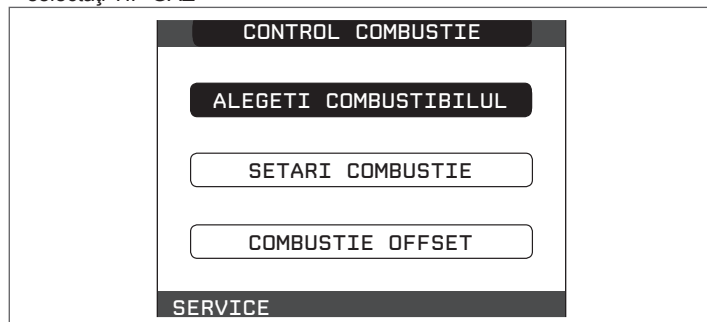 CONTROL COMBUSTIE
ALEGETI COMBUSTIBILUL
SETARI COMBUSTIE
COMBUSTIE OFFSET
SERVICE